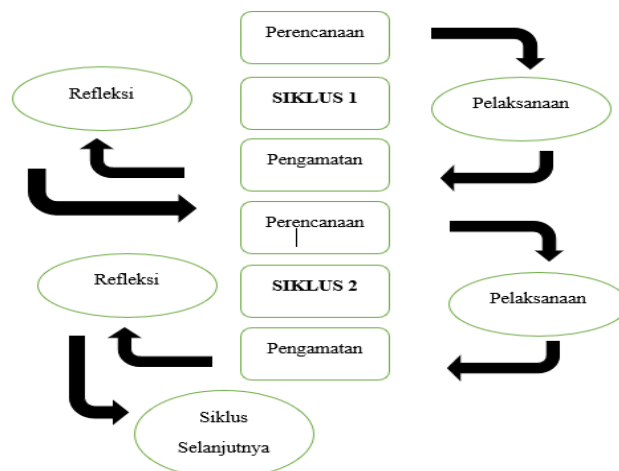 Perencanaan
Refleksi
SIKLUS 1
Pelaksanaan
Pengamatan
Perencanaan
Refleksi
SIKLUS 2
Pelaksanaan
Pengamatan
Siklus
Selanjutnya